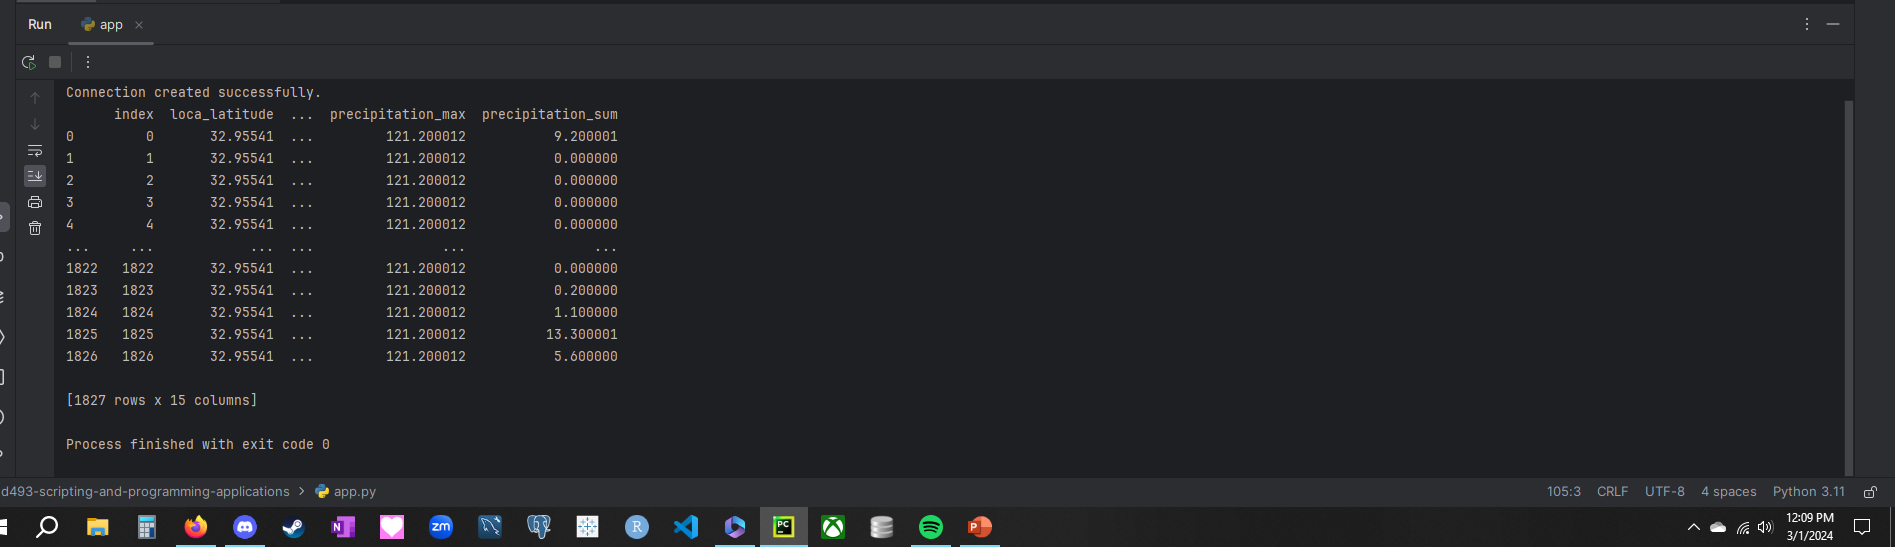 Run app
Connection created successfully.
index loca_latitude ... precipitation_max precipitation_sum
0 0 32.95541 ... 121.200012 9.200001
1 1 32.95541 ... 121.200012 0.000000
2 2 32.95541 ... 121.200012 0.000000
3 3 32.95541 ... 121.200012 0.000000
4 4 32.95541 ... 121.200012 0.000000
... ... ... ... ... ...
1822 1822 32.95541 ... 121.200012 0.000000
1823 1823 32.95541 ... 121.200012 0.200000
1824 1824 32.95541 ... 121.200012 1.100000
1825 1825 32.95541 ... 121.200012 13.300001
1826 1826 32.95541 ... 121.200012 5.600000
[1827 rows x 15 columns]
Process finished with exit code 0
d493-scripting-and-programming-applications > app.py 105:3 CRLF UTF-8 4 spaces Python 3.11
N zm R PC P 12:09 PM
3/1/2024